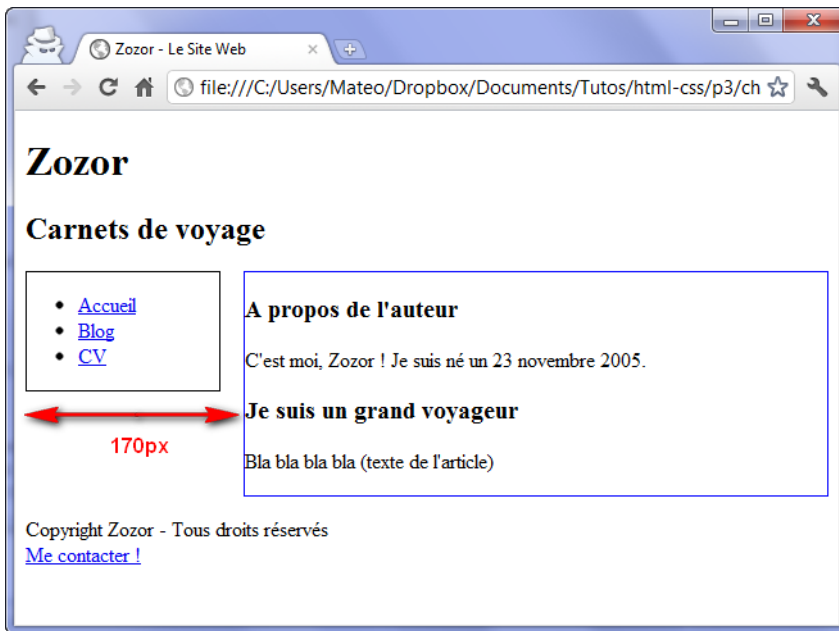 Zozor - Le Site Web
file:///C:/Users/Mateo/Dropbox/Documents/Tutos/html-css/p3/ch
Zozor
Carnets de voyage
Accueil
Blog
CV
170px
A propos de l'auteur
C'est moi, Zozor ! Je suis né un 23 novembre 2005.
Je suis un grand voyageur
Bla bla bla bla (texte de l'article)
Copyright Zozor - Tous droits réservés
Me contacter !